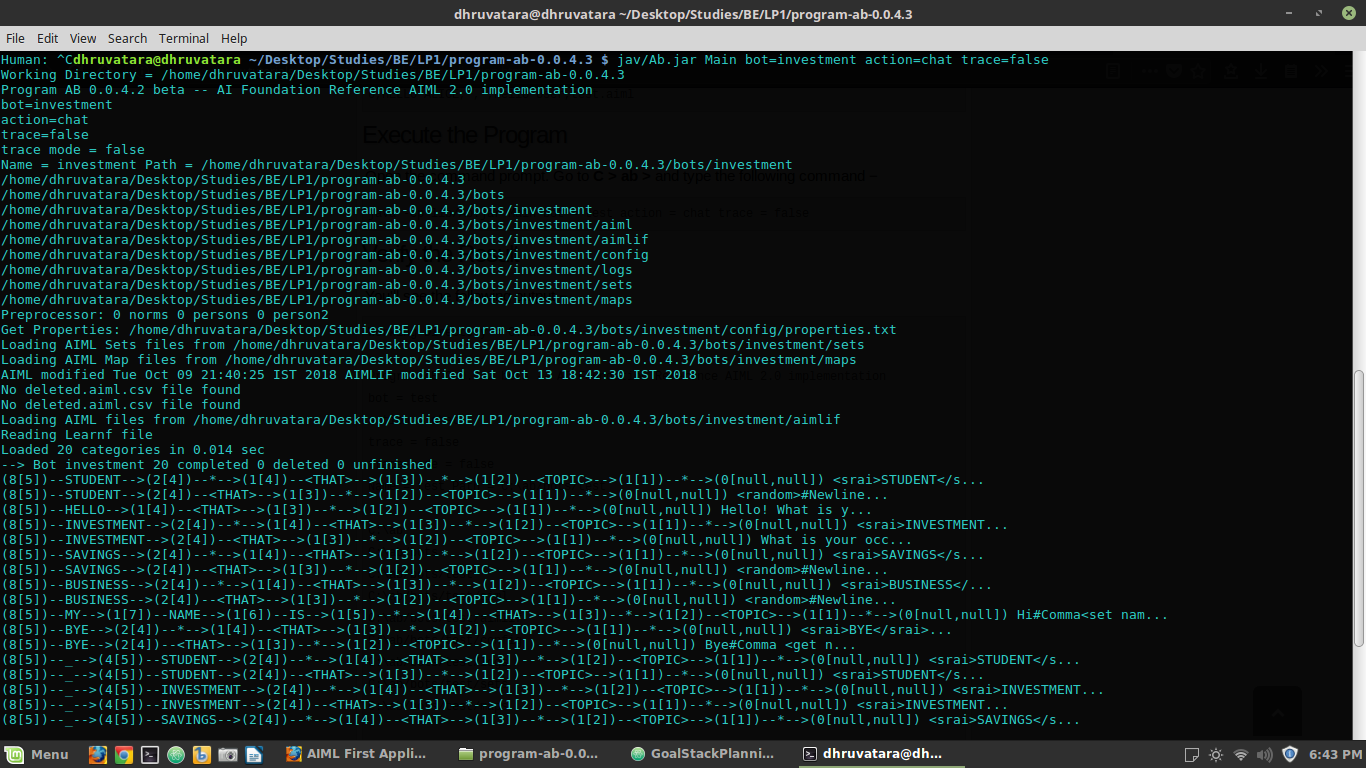 dhruvatara@dhruvatara ~/Desktop/Studies/BE/LP1/program-ab-0.0.4.3
File Edit View Search Terminal Help
Human: ^Cdhruvatara@dhruvatara ~/Desktop/Studies/BE/LP1/program-ab-0.0.4.3 $ jav/Ab.jar Main bot=investment action=chat trace=false
Working Directory = /home/dhruvatara/Desktop/Studies/BE/LP1/program-ab-0.0.4.3
Program AB 0.0.4.2 beta -- AI Foundation Reference AIML 2.0 implementation
bot=investment
action=chat
trace=false
Execute the Program
trace mode = false
Name = investment Path = /home/dhruvatara/Desktop/Studies/BE/LP1/program-ab-0.0.4.3/bots/investment
/home/dhruvatara/Desktop/Studies/BE/LP1/program-ab-0.0.4.3
prompt. Go to C > ab > and type the following command –
/home/dhruvatara/Desktop/Studies/BE/LP1/program-ab-0.0.4.3/bots
/home/dhruvatara/Desktop/Studies/BE/LP1/program-ab-0.0.4.3/bots/investment
action = chat trace = false
/home/dhruvatara/Desktop/Studies/BE/LP1/program-ab-0.0.4.3/bots/investment/aiml
/home/dhruvatara/Desktop/Studies/BE/LP1/program-ab-0.0.4.3/bots/investment/aimlif
/home/dhruvatara/Desktop/Studies/BE/LP1/program-ab-0.0.4.3/bots/investment/config
/home/dhruvatara/Desktop/Studies/BE/LP1/program-ab-0.0.4.3/bots/investment/logs
/home/dhruvatara/Desktop/Studies/BE/LP1/program-ab-0.0.4.3/bots/investment/sets
/home/dhruvatara/Desktop/Studies/BE/LP1/program-ab-0.0.4.3/bots/investment/maps
Preprocessor: 0 norms 0 persons 0 person2
Get Properties: /home/dhruvatara/Desktop/Studies/BE/LP1/program-ab-0.0.4.3/bots/investment/config/properties.txt
Loading AIML Sets files from /home/dhruvatara/Desktop/Studies/BE/LP1/program-ab-0.0.4.3/bots/investment/sets
Loading AIML Map files from /home/dhruvatara/Desktop/Studies/BE/LP1/program-ab-0.0.4.3/bots/investment/maps
AIML modified Tue Oct 09 21:40:25 IST 2018 AIMLIF modified Sat Oct 13 18:42:30 IST 2018
AIML 2.0 implementation
No deleted.aiml.csv file found
bot = test
No deleted.aiml.csv file found
Loading AIML files from /home/dhruvatara/Desktop/Studies/BE/LP1/program-ab-0.0.4.3/bots/investment/aimlif
Reading Learnf file
trace = false
Loaded 20 categories in 0.014 sec
--> Bot investment 20 completed 0 deleted 0 unfinished
(8[5])--STUDENT-->(2[4])--*-->(1[4])--<THAT>-->(1[3])--*-->(1[2])--<TOPIC>-->(1[1])--*-->(0[null,null]) <srai>STUDENT</s...
(8[5])--STUDENT-->(2[4])--<THAT>-->(1[3])--*-->(1[2])--<TOPIC>-->(1[1])--*-->(0[null,null]) <random>#Newline...
(8[5])--HELLO-->(1[4])--<THAT>-->(1[3])--*-->(1[2])--<TOPIC>-->(1[1])--*-->(0[null,null]) Hello! What is y...
(8[5])--INVESTMENT-->(2[4])--*-->(1[4])--<THAT>-->(1[3])--*-->(1[2])--<TOPIC>-->(1[1])--*-->(0[null,null]) <srai>INVESTMENT...
(8[5])--INVESTMENT-->(2[4])--<THAT>-->(1[3])--*-->(1[2])--<TOPIC>-->(1[1])--*-->(0[null,null]) What is your occ...
(8[5])--SAVINGS-->(2[4])--*-->(1[4])--<THAT>-->(1[3])--*-->(1[2])--<TOPIC>-->(1[1])--*-->(0[null,null]) <srai>SAVINGS</s...
(8[5])--SAVINGS-->(2[4])--<THAT>-->(1[3])--*-->(1[2])--<TOPIC>-->(1[1])--*-->(0[null,null]) <random>#Newline...
(8[5])--BUSINESS-->(2[4])--*-->(1[4])--<THAT>-->(1[3])--*-->(1[2])--<TOPIC>-->(1[1])--*-->(0[null,null]) <srai>BUSINESS</...
(8[5])--BUSINESS-->(2[4])--<THAT>-->(1[3])--*-->(1[2])--<TOPIC>-->(1[1])--*-->(0[null,null]) <random>#Newline...
(8[5])--MY-->(1[7])--NAME-->(1[6])--IS-->(1[5])--*-->(1[4])--<THAT>-->(1[3])--*-->(1[2])--<TOPIC>-->(1[1])--*-->(0[null,null]) Hi#Comma<set nam...
(8[5])--BYE-->(2[4])--*-->(1[4])--<THAT>-->(1[3])--*-->(1[2])--<TOPIC>-->(1[1])--*-->(0[null,null]) <srai>BYE</srai>...
(8[5])--BYE-->(2[4])--<THAT>-->(1[3])--*-->(1[2])--<TOPIC>-->(1[1])--*-->(0[null,null]) Bye#Comma <get n...
(8[5])--_-->(4[5])--STUDENT-->(2[4])--*-->(1[4])--<THAT>-->(1[3])--*-->(1[2])--<TOPIC>-->(1[1])--*-->(0[null,null]) <srai>STUDENT</s...
(8[5])--_-->(4[5])--STUDENT-->(2[4])--<THAT>-->(1[3])--*-->(1[2])--<TOPIC>-->(1[1])--*-->(0[null,null]) <srai>STUDENT</s...
(8[5])--_-->(4[5])--INVESTMENT-->(2[4])--*-->(1[4])--<THAT>-->(1[3])--*-->(1[2])--<TOPIC>-->(1[1])--*-->(0[null,null]) <srai>INVESTMENT...
(8[5])--_-->(4[5])--INVESTMENT-->(2[4])--<THAT>-->(1[3])--*-->(1[2])--<TOPIC>-->(1[1])--*-->(0[null,null]) <srai>INVESTMENT...
(8[5])--_-->(4[5])--SAVINGS-->(2[4])--*-->(1[4])--<THAT>-->(1[3])--*-->(1[2])--<TOPIC>-->(1[1])--*-->(0[null,null]) <srai>SAVINGS</s...
Menu AIML First Appli... program-ab-0.0... GoalStackPlanni... dhruvatara@dh... 6:43 PM